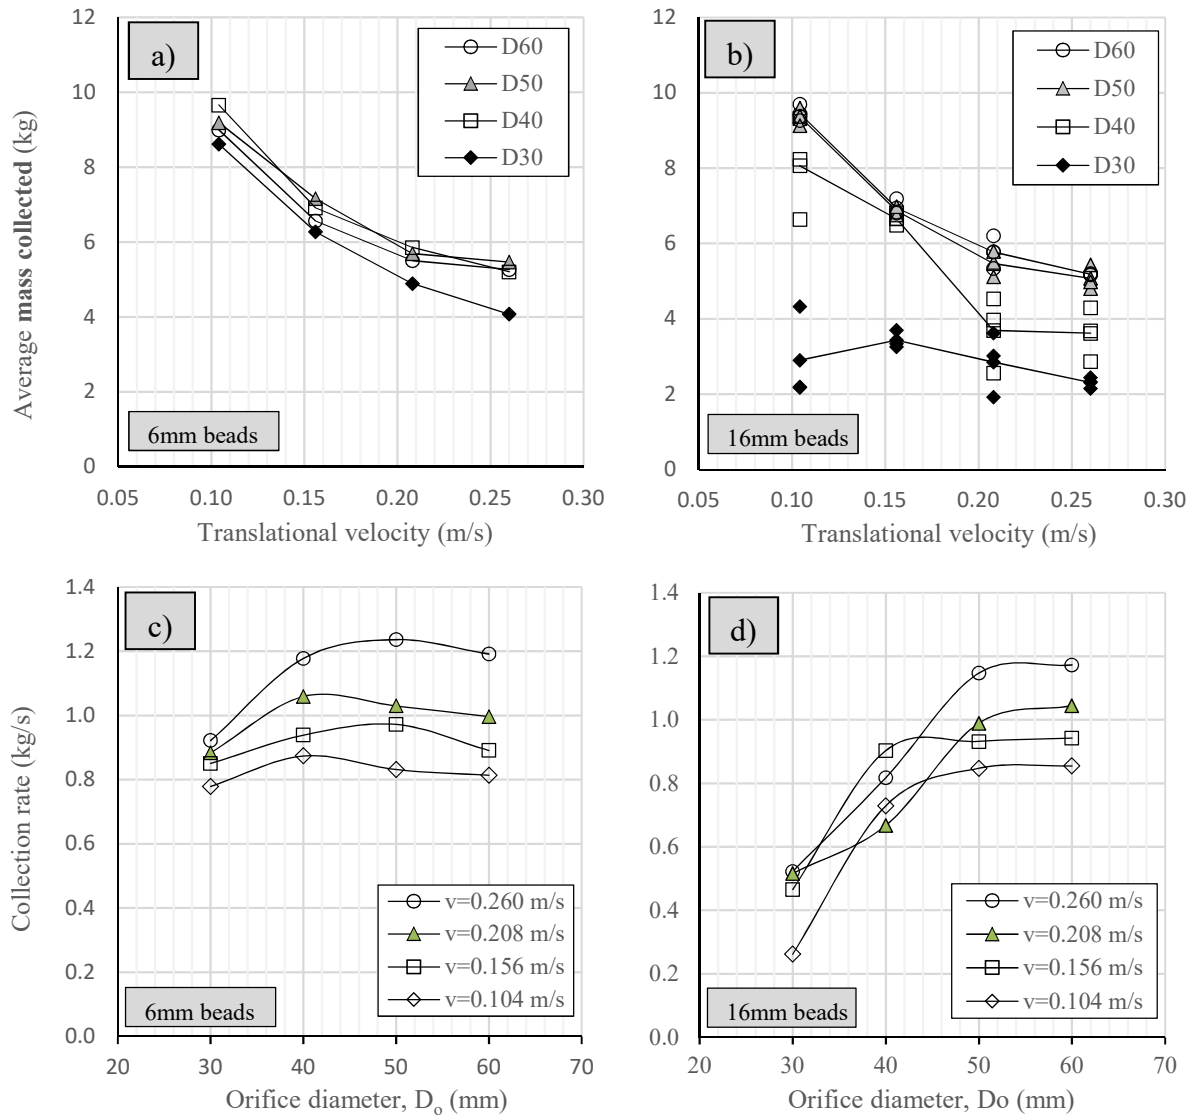 a)
D60
D50
D40
D30
12
10
8
6
4
2
0
Average mass collected (kg)
6mm beads
0.05 0.10 0.15 0.20 0.25 0.30
Translational velocity (m/s)
b)
D60
D50
D40
D30
12
10
8
6
4
2
0
16mm beads
0.05 0.10 0.15 0.20 0.25 0.30
Translational velocity (m/s)
c)
1.4
1.2
1.0
0.8
0.6
0.4
0.2
0.0
Collection rate (kg/s)
v=0.260 m/s
v=0.208 m/s
v=0.156 m/s
v=0.104 m/s
6mm beads
20 30 40 50 60 70
Orifice diameter, Do (mm)
d)
1.4
1.2
1.0
0.8
0.6
0.4
0.2
0.0
v=0.260 m/s
v=0.208 m/s
v=0.156 m/s
v=0.104 m/s
16mm beads
20 30 40 50 60 70
Orifice diameter, Do (mm)